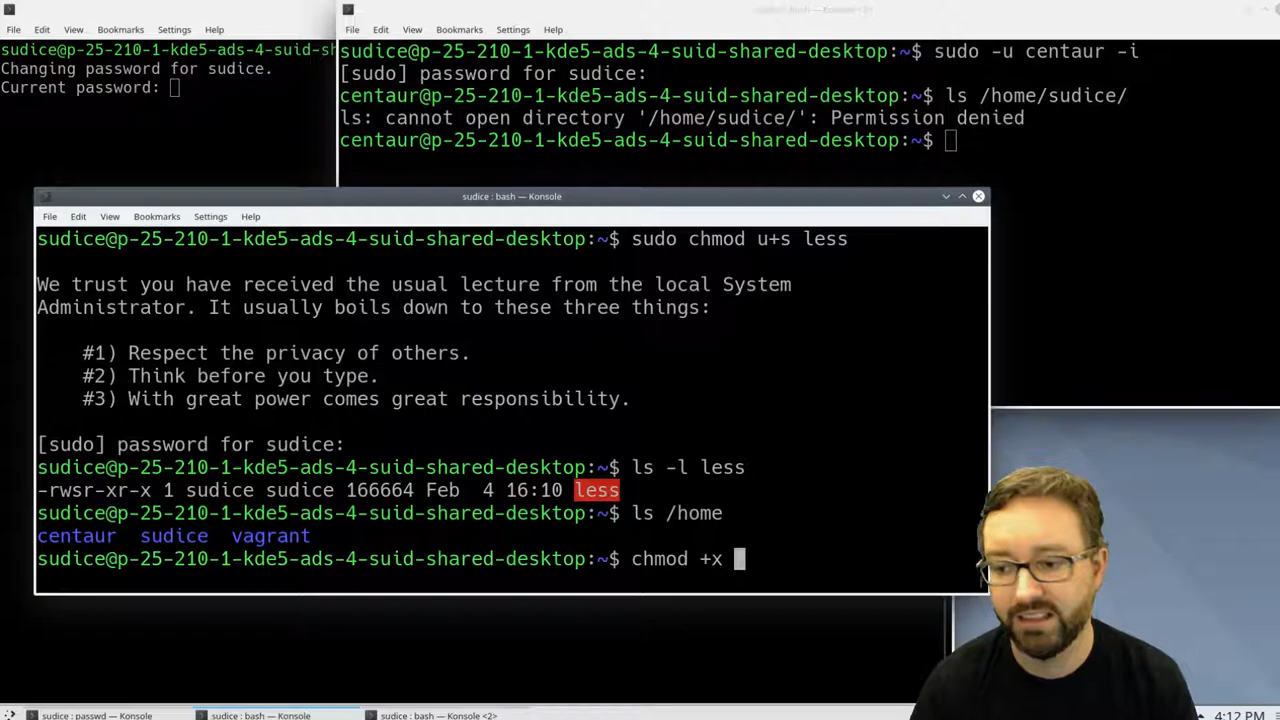 File Edit View Bookmarks Settings Help
sudice@p-25-210-1-kde5-ads-4-suid-sh
Changing password for sudice.
Current password:
File Edit View Bookmarks Settings Help
sudice@p-25-210-1-kde5-ads-4-suid-shared-desktop:~$ sudo -u centaur -i
[sudo] password for sudice:
centaur@p-25-210-1-kde5-ads-4-suid-shared-desktop:~$ ls /home/sudice/
ls: cannot open directory '/home/sudice/': Permission denied
centaur@p-25-210-1-kde5-ads-4-suid-shared-desktop:~$
sudice : bash — Konsole
File Edit View Bookmarks Settings Help
sudice@p-25-210-1-kde5-ads-4-suid-shared-desktop:~$ sudo chmod u+s less
We trust you have received the usual lecture from the local System
Administrator. It usually boils down to these three things:
#1) Respect the privacy of others.
#2) Think before you type.
#3) With great power comes great responsibility.
[sudo] password for sudice:
sudice@p-25-210-1-kde5-ads-4-suid-shared-desktop:~$ ls -l less
-rwsr-xr-x 1 sudice sudice 166664 Feb 4 16:10 less
sudice@p-25-210-1-kde5-ads-4-suid-shared-desktop:~$ ls /home
centaur sudice vagrant
sudice@p-25-210-1-kde5-ads-4-suid-shared-desktop:~$ chmod +x
sudice : passwd — Konsole
sudice : bash — Konsole
sudice : bash — Konsole <2>
4:12 PM